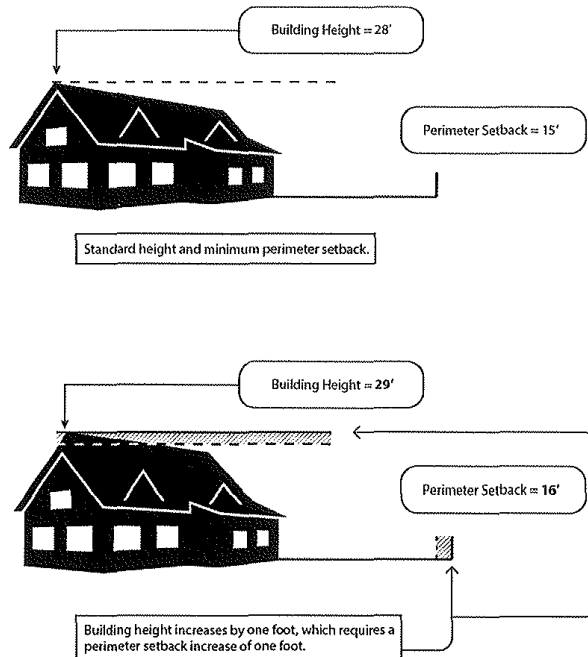 Building Height = 28'
Perimeter Setback = 15'
Standard height and minimum perimeter setback.
Building Height = 29'
Perimeter Setback = 16'
Building height increases by one foot, which requires a
perimeter setback increase of one foot.